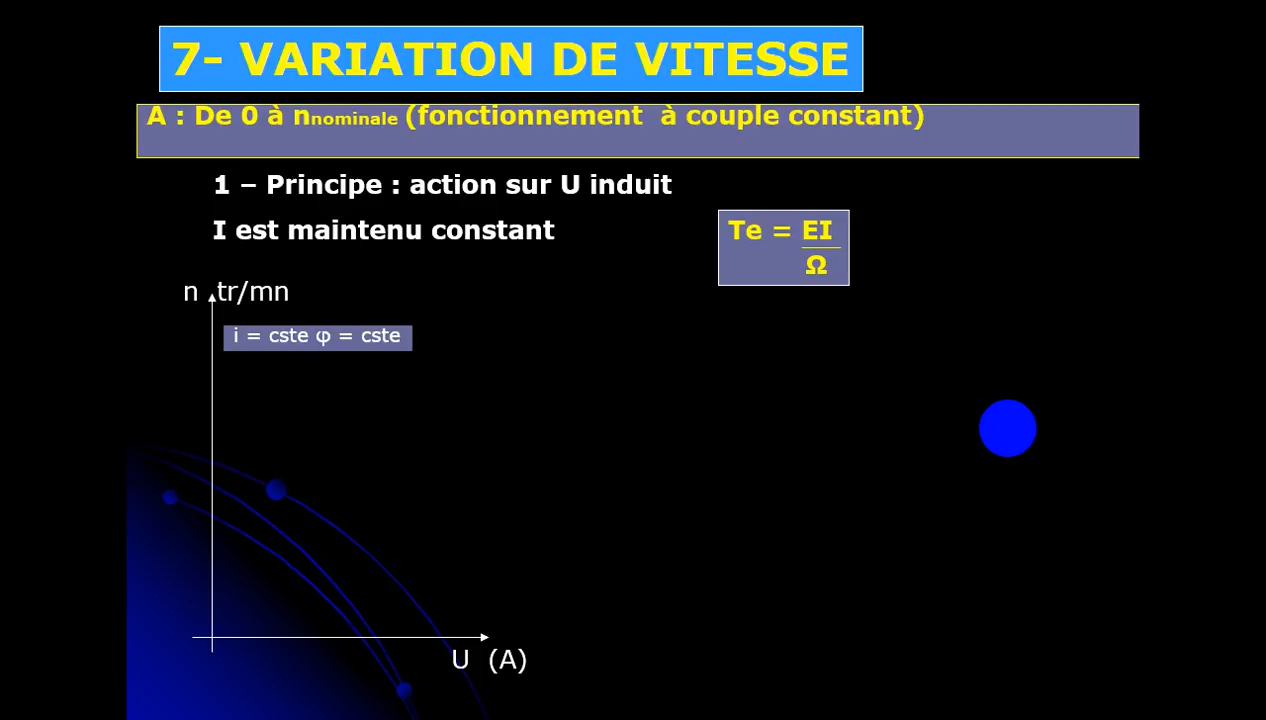 7- VARIATION DE VITESSE
A : De 0 à nnominale (fonctionnement à couple constant)
1 – Principe : action sur U induit
I est maintenu constant
Te = EI
Ω
n tr/mn
i = cste φ = cste
U (A)